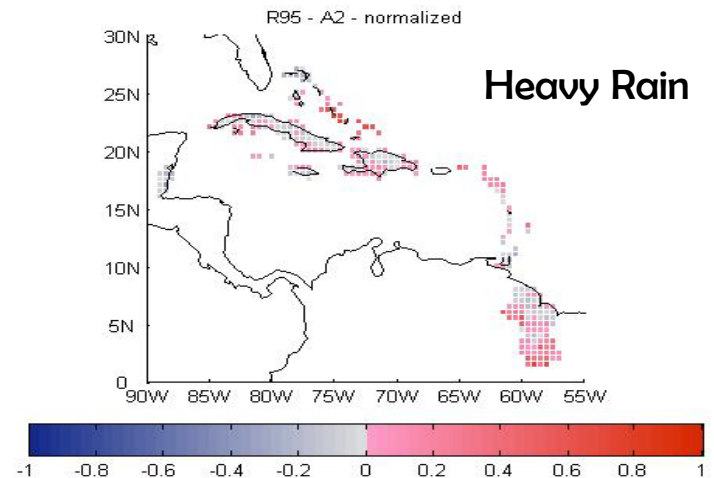 R95 - A2 - normalized
Heavy Rain
30N
25N
20N
15N
10N
5N
0
90W 85W 80W 75W 70W 65W 60W 55W
-1 -0.8 -0.6 -0.4 -0.2 0 0.2 0.4 0.6 0.8 1